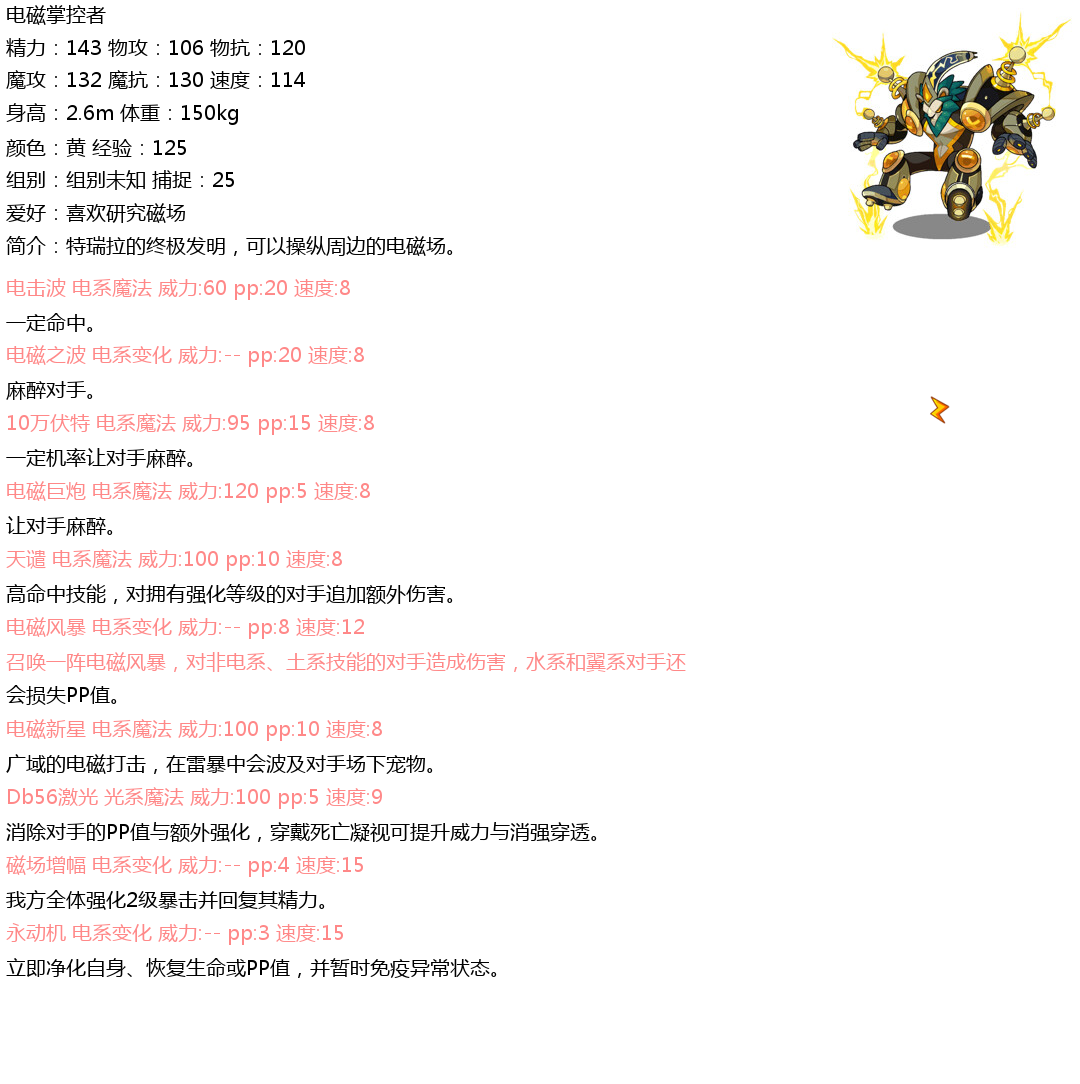 电磁掌控者
精力：143 物攻：106 物抗：120
魔攻：132 魔抗：130 速度：114
身高：2.6m 体重：150kg
颜色：黄 经验：125
组别：组别未知 捕捉：25
爱好：喜欢研究磁场
简介：特瑞拉的终极发明，可以操纵周边的电磁场。
电击波 电系魔法 威力:60 pp:20 速度:8
一定命中。
电磁之波 电系变化 威力:-- pp:20 速度:8
麻醉对手。
10万伏特 电系魔法 威力:95 pp:15 速度:8
一定机率让对手麻醉。
电磁巨炮 电系魔法 威力:120 pp:5 速度:8
让对手麻醉。
天谴 电系魔法 威力:100 pp:10 速度:8
高命中技能，对拥有强化等级的对手追加额外伤害。
电磁风暴 电系变化 威力:-- pp:8 速度:12
召唤一阵电磁风暴，对非电系、土系技能的对手造成伤害，水系和翼系对手还
会损失PP值。
电磁新星 电系魔法 威力:100 pp:10 速度:8
广域的电磁打击，在雷暴中会波及对手场下宠物。
Db56激光 光系魔法 威力:100 pp:5 速度:9
消除对手的PP值与额外强化，穿戴死亡凝视可提升威力与消强穿透。
磁场增幅 电系变化 威力:-- pp:4 速度:15
我方全体强化2级暴击并回复其精力。
永动机 电系变化 威力:-- pp:3 速度:15
立即净化自身、恢复生命或PP值，并暂时免疫异常状态。